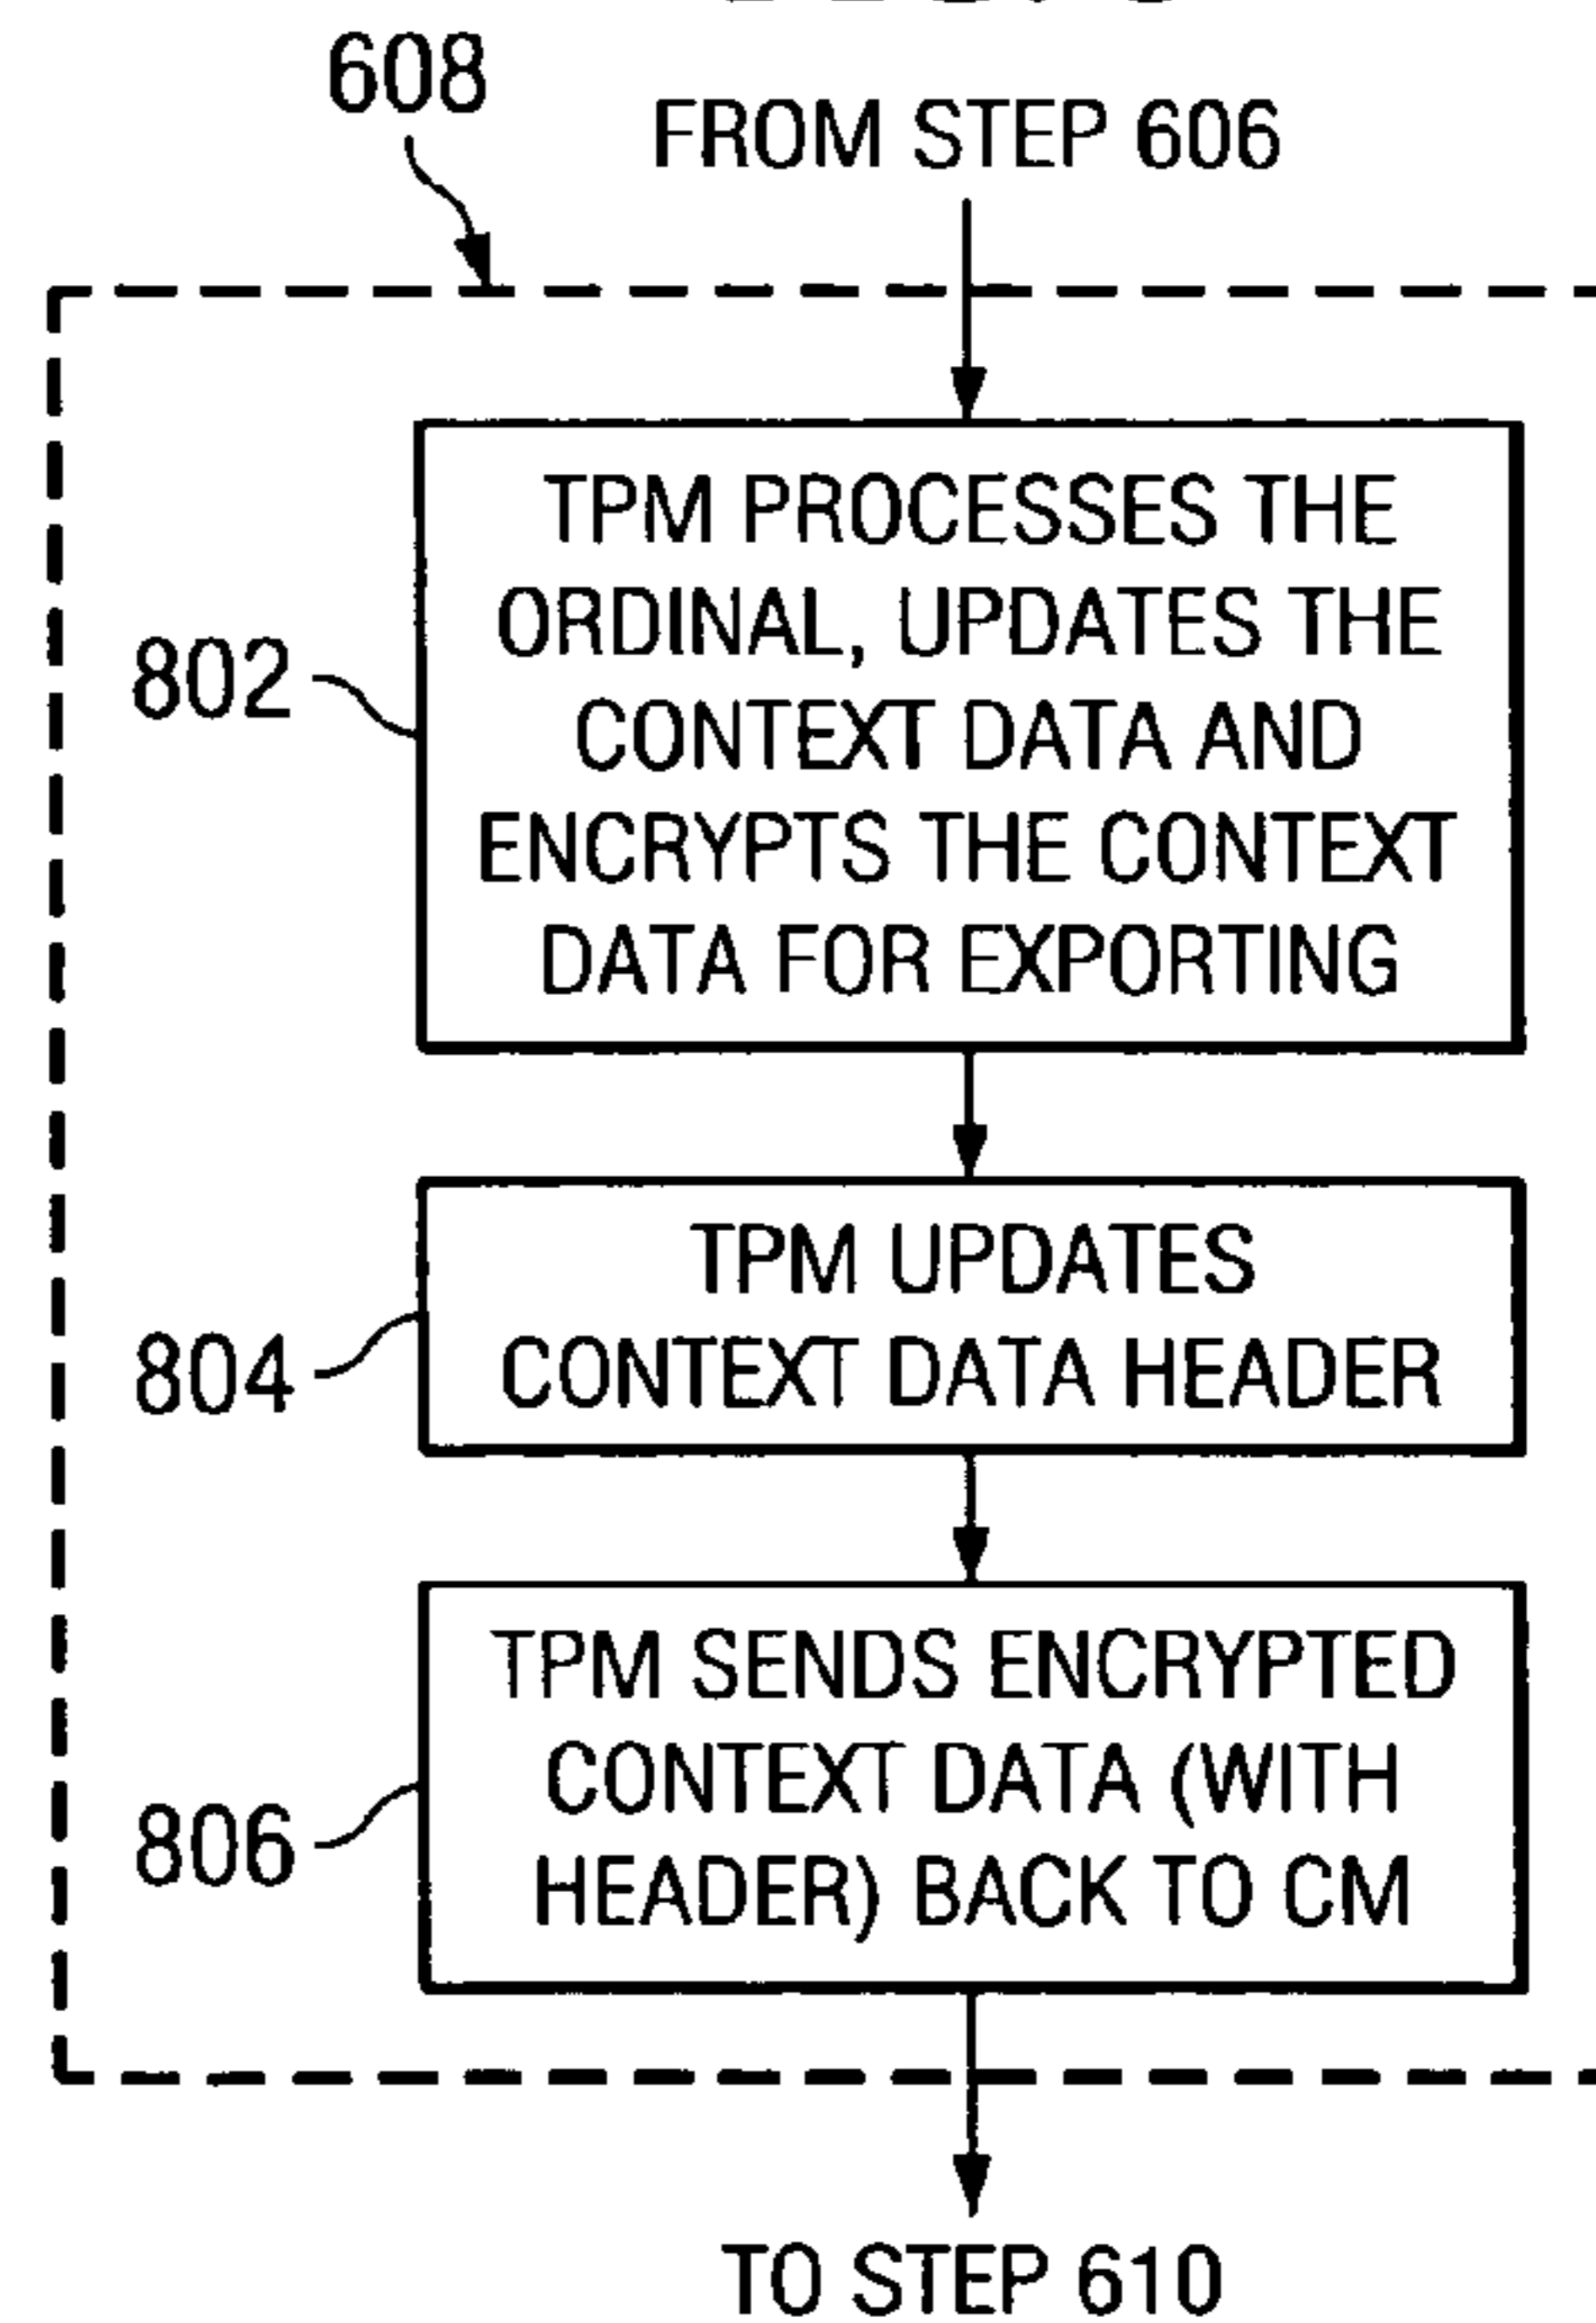 608
FROM STEP 606
802
TPM PROCESSES THE
ORDINAL, UPDATES THE
CONTEXT DATA AND
ENCRYPTS THE CONTEXT
DATA FOR EXPORTING
804
TPM UPDATES
CONTEXT DATA HEADER
806
TPM SENDS ENCRYPTED
CONTEXT DATA (WITH
HEADER) BACK TO CM
TO STEP 610